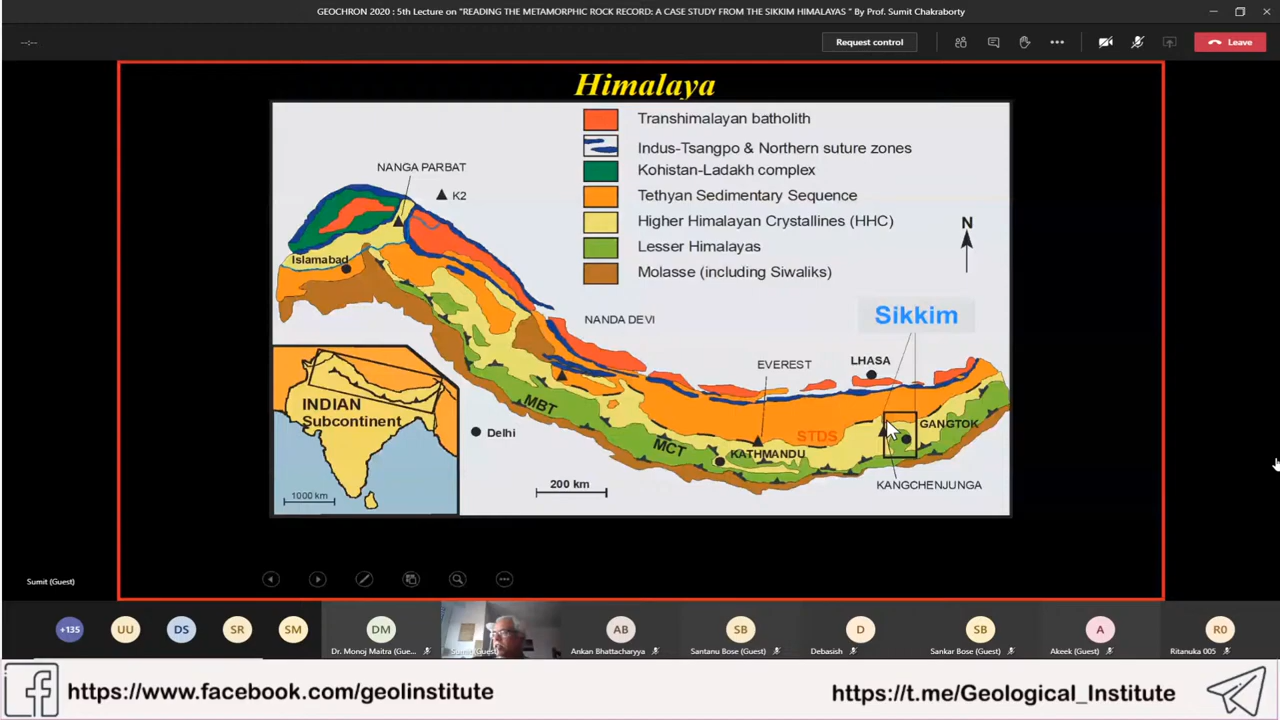 GEOCHRON 2020 : 5th Lecture on "READING THE METAMORPHIC ROCK RECORD: A CASE STUDY FROM THE SIKKIM HIMALAYAS " By Prof. Sumit Chakraborty
--:--
Request control
Leave
Himalaya
Transhimalayan batholith
Indus-Tsangpo & Northern suture zones
Kohistan-Ladakh complex
Tethyan Sedimentary Sequence
Higher Himalayan Crystallines (HHC)
Lesser Himalayas
Molasse (including Siwaliks)
NANGA PARBAT
K2
N
Islamabad
Sikkim
NANDA DEVI
EVEREST
LHASA
INDIAN
Subcontinent
1000 km
MBT
Delhi
MCT
STDS
GANGTOK
KATHMANDU
KANGCHENJUNGA
200 km
Sumit (Guest)
+135
UU
DS
SR
SM
DM
AB
SB
D
SB
A
R0
Dr. Monoj Maitra (Gue...
Sumit (Guest)
Ankan Bhattacharyya
Santanu Bose (Guest)
Debasish
Sankar Bose (Guest)
Akeek (Guest)
Ritanuka 005
https://www.facebook.com/geolinstitute
https://t.me/Geological_Institute